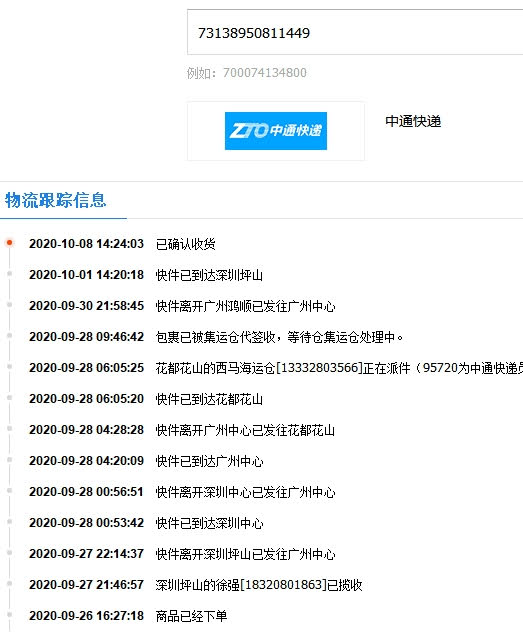 73138950811449
例如：700074134800
ZTO中通快递
中通快递
物流跟踪信息
2020-10-08 14:24:03 已确认收货
2020-10-01 14:20:18 快件已到达深圳坪山
2020-09-30 21:58:45 快件离开广州鸿顺已发往广州中心
2020-09-28 09:46:42 包裹已被集运仓代签收，等待仓集运仓处理中。
2020-09-28 06:05:25 花都花山的西马海运仓[13332803566]正在派件（95720为中通快递员
2020-09-28 06:05:20 快件已到达花都花山
2020-09-28 04:28:28 快件离开广州中心已发往花都花山
2020-09-28 04:20:09 快件已到达广州中心
2020-09-28 00:56:51 快件离开深圳中心已发往广州中心
2020-09-28 00:53:42 快件已到达深圳中心
2020-09-27 22:14:37 快件离开深圳坪山已发往广州中心
2020-09-27 21:46:57 深圳坪山的徐强[18320801863]已揽收
2020-09-26 16:27:18 商品已经下单